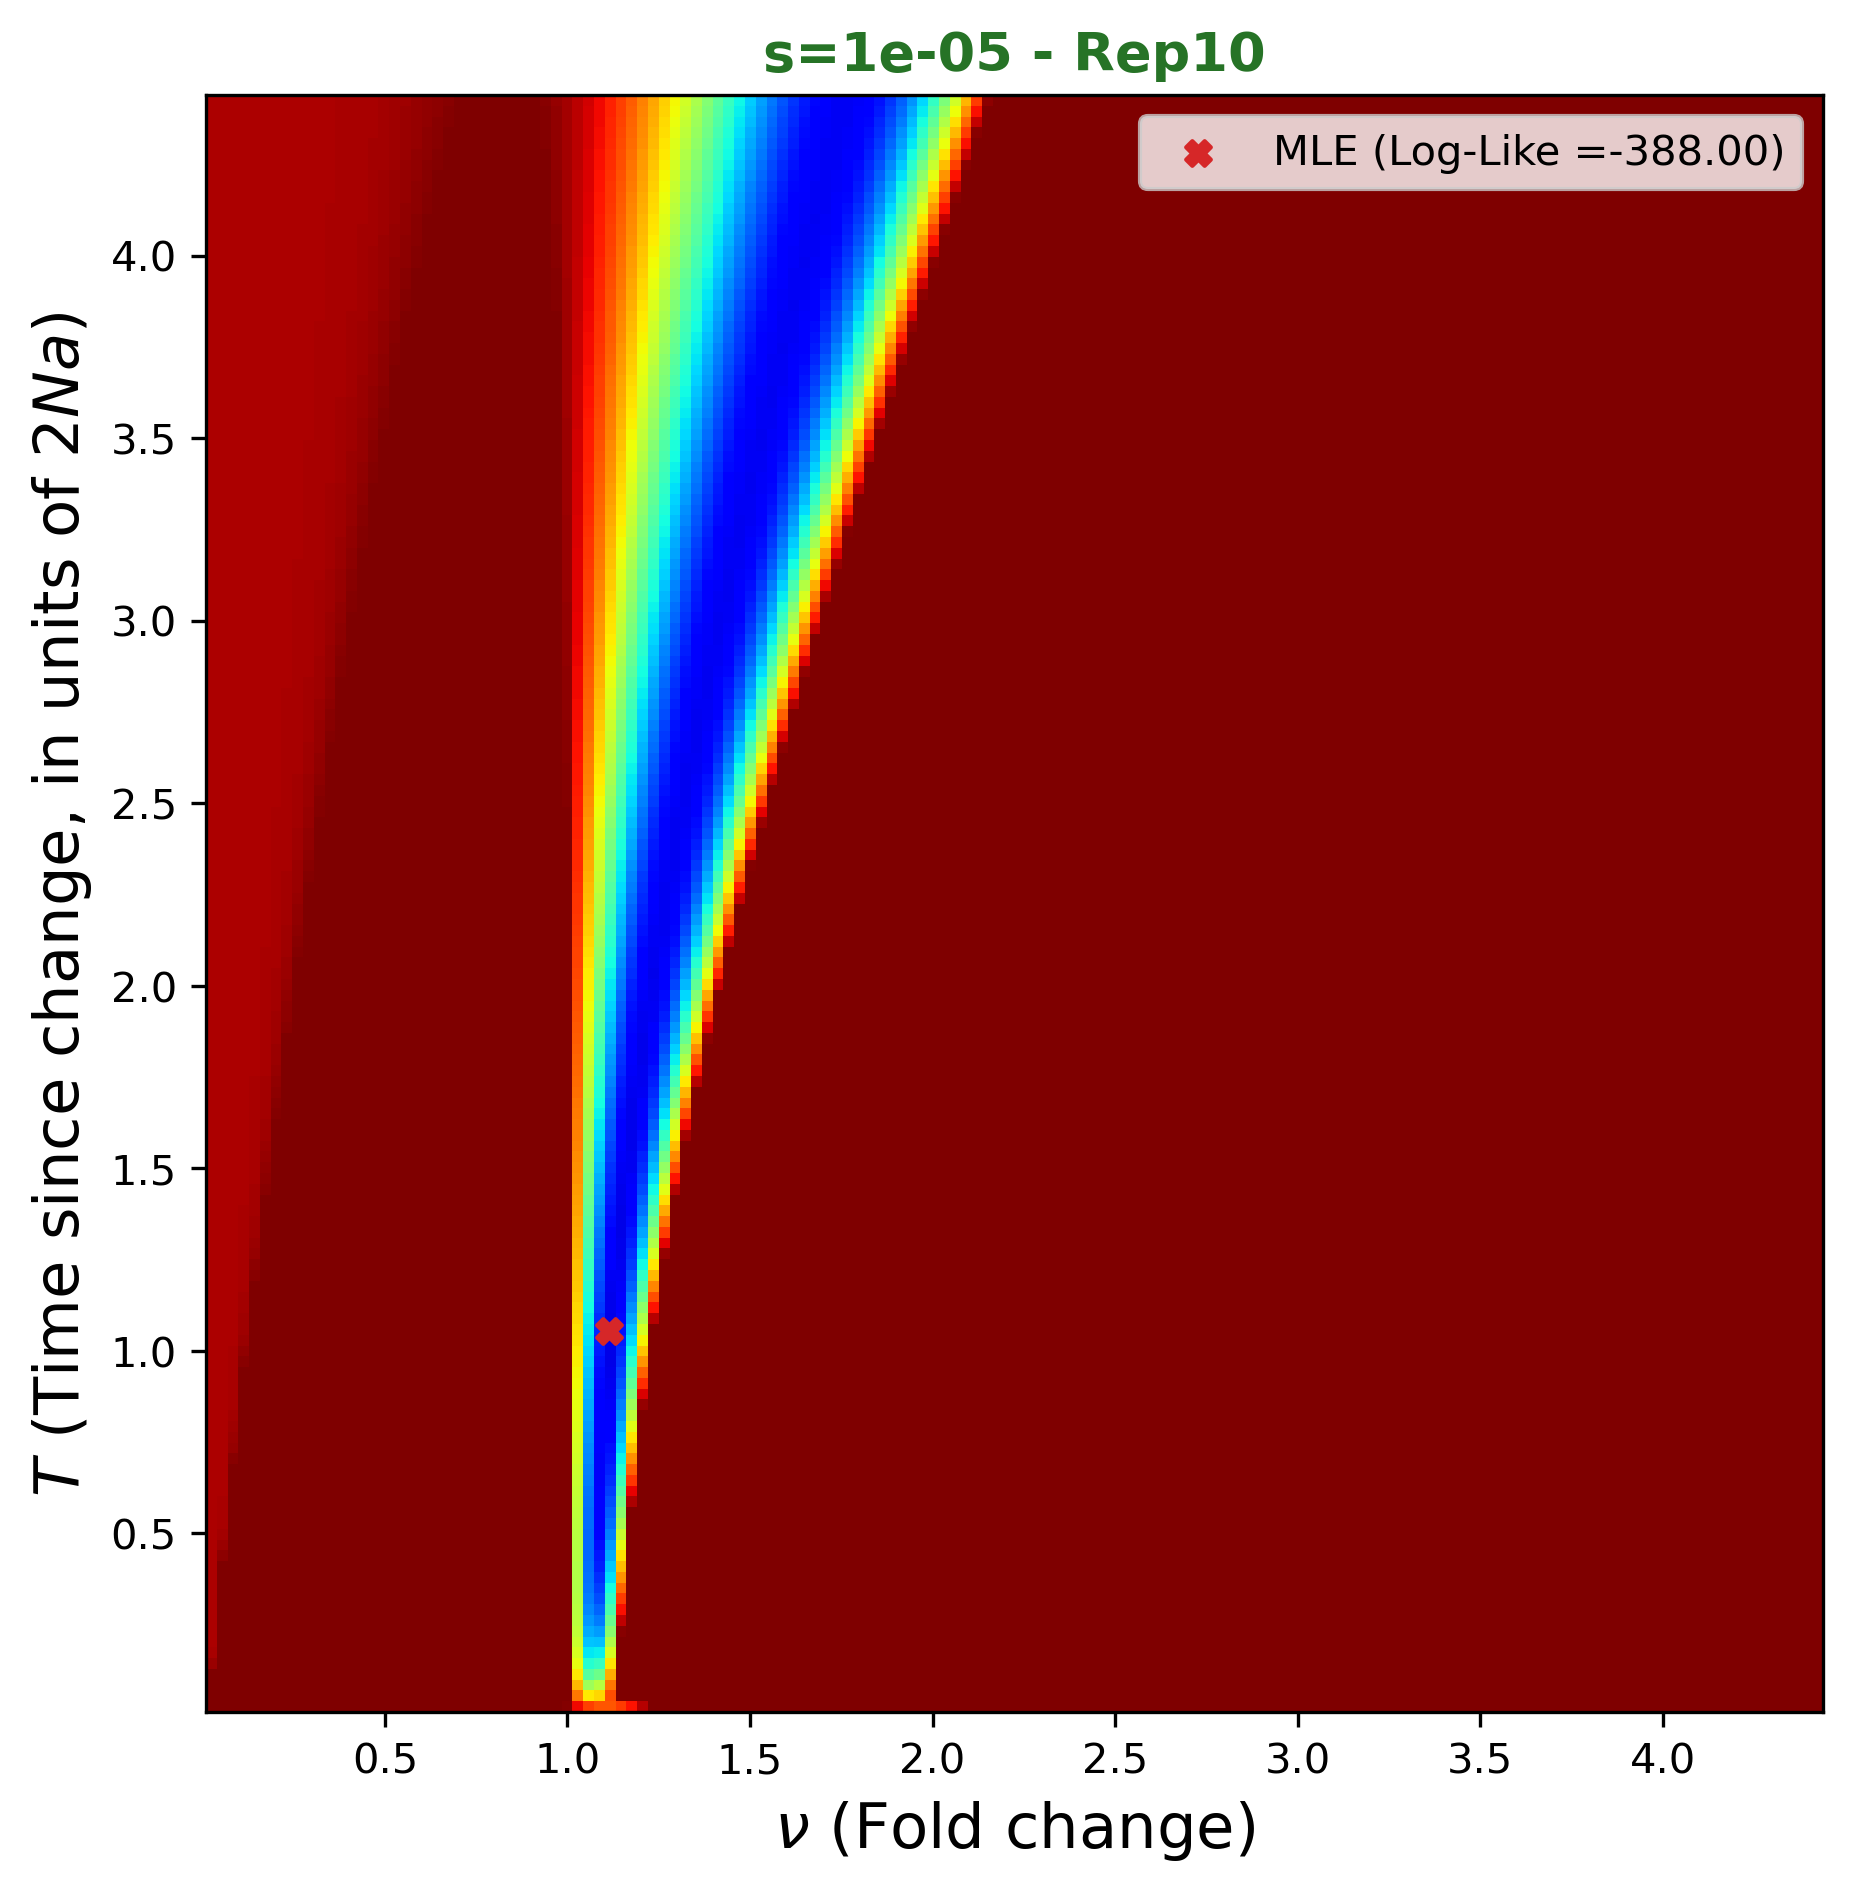 s=1e-05 - Rep10
MLE (Log-Like =-388.00)
T (Time since change, in units of 2Na)
4.0
3.5
3.0
2.5
2.0
1.5
1.0
0.5
0.5 1.0 1.5 2.0 2.5 3.0 3.5 4.0
ν (Fold change)